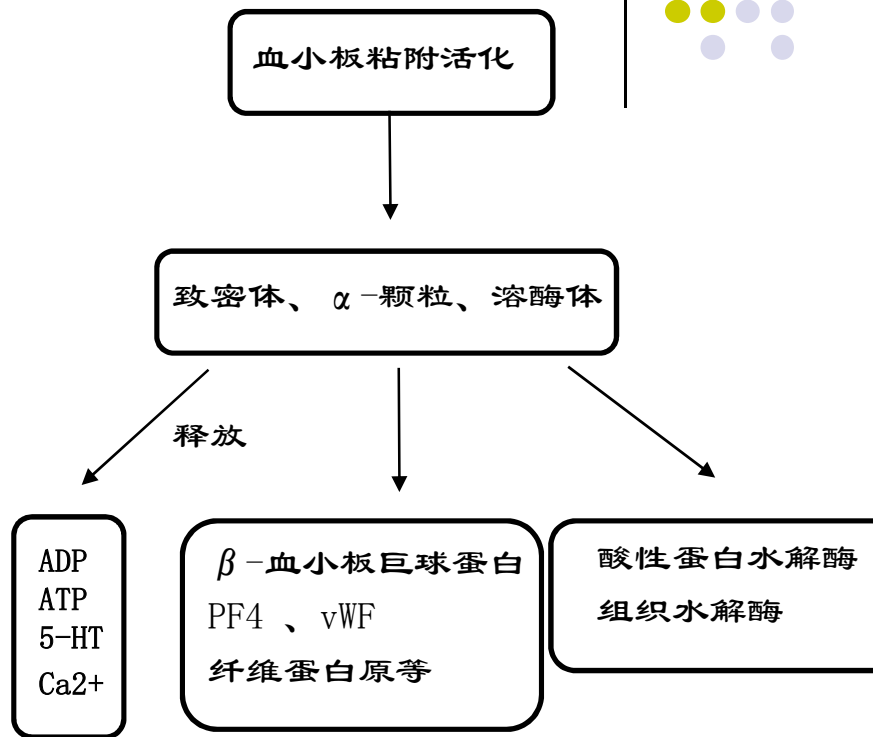 血小板粘附活化
致密体、α-颗粒、溶酶体
释放
ADP
ATP
5-HT
Ca2+
β-血小板巨球蛋白
PF4 、vWF
纤维蛋白原等
酸性蛋白水解酶
组织水解酶